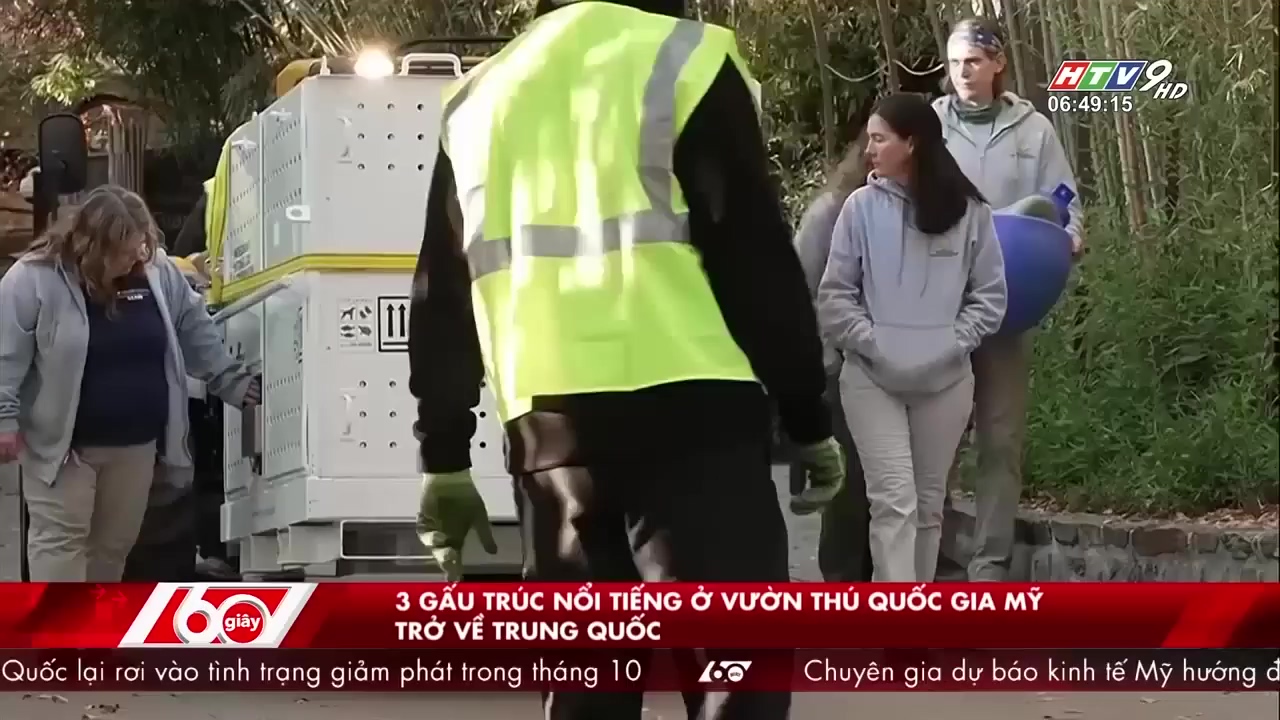 HTV9 HD
06:49:15
60 giây
3 GẤU TRÚC NỔI TIẾNG Ở VƯỜN THÚ QUỐC GIA MỸ
TRỞ VỀ TRUNG QUỐC
Quốc lại rơi vào tình trạng giảm phát trong tháng 10 60 giây Chuyên gia dự báo kinh tế Mỹ hướng